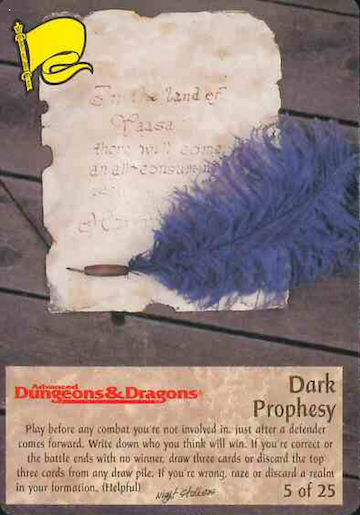 In the land of
Vaasa
there will come
an all-consuming
Advanced
Dungeons & Dragons®
Dark
Prophesy
Play before any combat you're not involved in, just after a defender
comes forward. Write down who you think will win. If you're correct or
the battle ends with no winner, draw three cards or discard the top
three cards from any draw pile. If you're wrong, raze or discard a realm
in your formation. (Helpful)
Night Stalkers
5 of 25